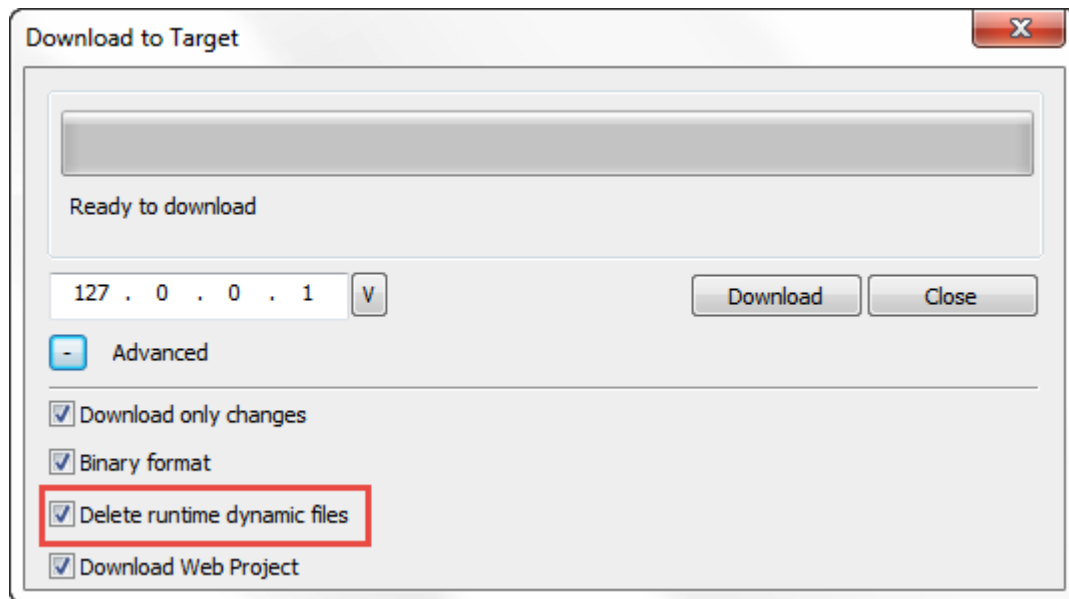 Download to Target
X
Ready to download
127 . 0 . 0 . 1 V Download Close
- Advanced
Download only changes
Binary format
Delete runtime dynamic files
Download Web Project